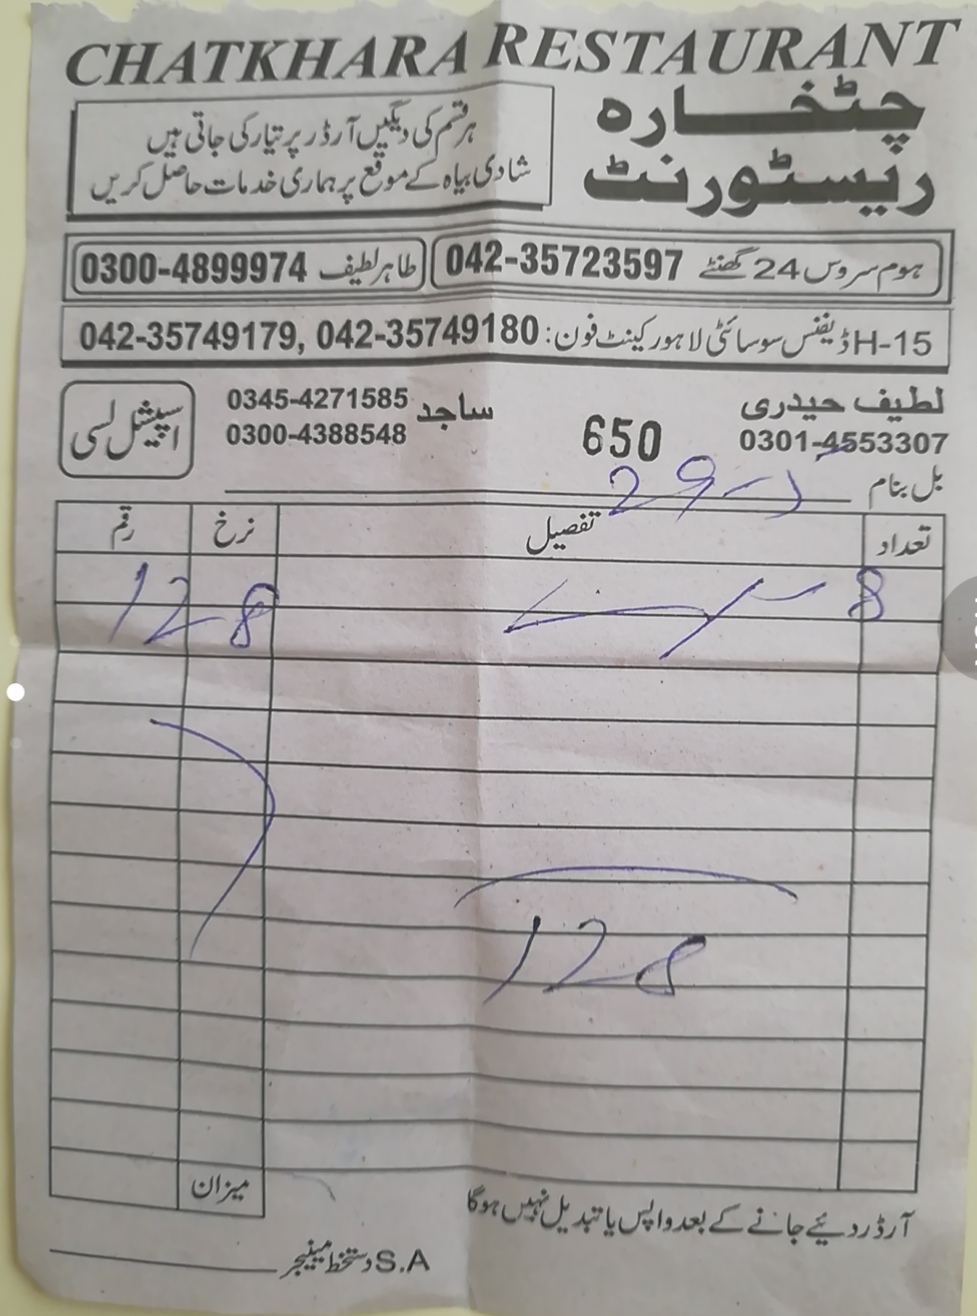 CHATKHARA RESTAURANT
چٹخارہ
ریسٹورنٹ
ہر قسم کی دیگیں آرڈر پر تیار کی جاتی ہیں
شادی بیاہ کے موقع پر ہماری خدمات حاصل کریں
ہوم سروس 24 گھنٹے 042-35723597
طاہر لطیف 0300-4899974
H-15 ڈیفنس سوسائٹی لاہور کینٹ فون: 042-35749179, 042-35749180
لطیف حیدری
0301-4553307
650
ساجد 0345-4271585
0300-4388548
اسپیشل لسی
بل بنام
29-
تعداد تفصیل نرخ رقم
8 128
128
میزان
آرڈر دیئے جانے کے بعد واپس یا تبدیل نہیں ہوگا
S.A دستخط مینیجر